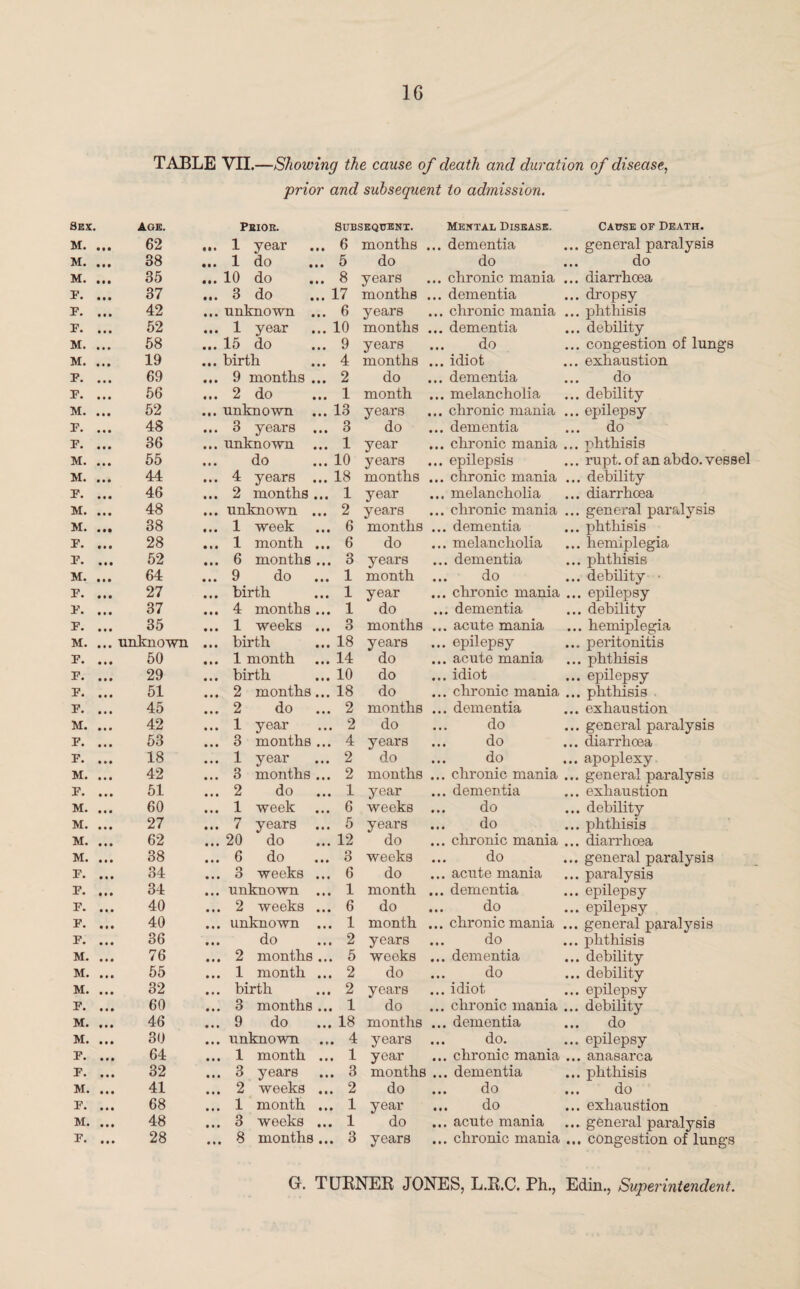 16
TABLE VII.—Showing the cause of death and duration of disease,
prior and subsequent to admission.
Sex. Age. Prior. Subsequent. Mental Disease. Cause of Death.
M. ... 62 ... 1 year ... 6 months ... dementia ... general paralysis
M. ... 38 ... 1 do ... 5 do do ... do
M. ... 35 ... 10 do ... 8 years ... chronic mania ... diarrhœa
F. ... 37 ... 3 do ... 17 months ... dementia ... dropsy
F. ... 42 ... unknown ... 6 years ... chronic mania ... phthisis
F. ... 52 ... 1 year ... 10 months ... dementia ... debility
M. ... 58 ... 15 do ... 9 years ... do ... congestion of lungs
M. ... 19 ... birth ... 4 months ... idiot ... exhaustion
F. ... 69 ... 9 months ... 2 do ... dementia ... do
F. ... 56 ... 2 do ... 1 month ... melancholia ... debility
M. ... 52 ... unknown ... 13 years ... chronic mania ... epilepsy
F. ... 48 ... 3 years ... 3 do ... dementia ... do
F. ... 36 ... unknown ... 1 year ... chronic mania ... phthisis
M. ... 55 ... do ... 10 years ... epilepsis ... rupt. of an abdo. vessel
M. ... 44 ... 4 years ... 18 months ... chronic mania ... debility
F. ... 46 ... 2 months ... 1 year ... melancholia ... diarrhœa
M. ... 48 ... unknown ... 2 years ... chronic mania ... general paralysis
M. ... 38 ... 1 week ... 6 months ... dementia ... phthisis
F. ... 28 ... 1 month ... 6 do ... melancholia ... hemiplegia
F. ... 52 ... 6 months ... 3 years ... dementia ... phthisis
M. ... 64 ... 9 do ... 1 month ... do ... debility
F. ... 27 ... birth ... 1 year ... chronic mania ... epilepsy
F. ... 37 ... 4 months ... 1 do ... dementia ... debility
F. ... 35 ... 1 weeks ... 3 months ... acute mania ... hemiplegia
M. ... unknown ... birth ... 18 years ... epilepsy ... peritonitis
F. ... 50 ... 1 month ... 14 do ... acute mania ... phthisis
F. ... 29 ... birth ... 10 do ... idiot ... epilepsy
F. ... 51 ... 2 months ... 18 do ... chronic mania ... phthisis
F. ... 45 ... 2 do ... 2 months ... dementia ... exhaustion
M. ... 42 ... 1 year ... 2 do ... do ... general paralysis
F. ... 53 ... 3 months ... 4 years ... do ... diarrhœa
F. ... 18 ... 1 year ... 2 do ... do ... apoplexy
M. ... 42 ... 3 months ... 2 months ... chronic mania ... general paralysis
F. ... 51 ... 2 do ... 1 year ... dementia ... exhaustion
M. ... 60 ... 1 week ... 6 weeks ... do ... debility
M. ... 27 ... 7 years ... 5 years ... do ... phthisis
M. ... 62 ... 20 do ... 12 do ... chronic mania ... diarrhœa
M. ... 38 ... 6 do ... 3 weeks ... do ... general paralysis
F. ... 34 ... 3 weeks ... 6 do ... acute mania ... paralysis
F. ... 34 ... unknown ... 1 month ... dementia ... epilepsy
F. ... 40 ... 2 weeks ... 6 do ... do ... epilepsy
F. ... 40 ... unknown ... 1 month ... chronic mania ... general paralysis
F. ... 36 ... do ... 2 years ... do ... phthisis
M. ... 76 ... 2 months ... 5 weeks ... dementia ... debility
M. ... 55 ... 1 month ... 2 do ... do ... debility
M. ... 32 ... birth ... 2 years ... idiot ... epilepsy
F. ... 60 ... 3 months ... 1 do ... chronic mania ... debility
M. ... 46 ... 9 do ... 18 months ... dementia ... do
M. ... 30 ... unknown ... 4 years ... do. ... epilepsy
F. ... 64 ... 1 month ... 1 year ... chronic mania ... anasarca
F. ... 32 ... 3 years ... 3 months ... dementia ... phthisis
M. ... 41 ... 2 weeks ... 2 do ... do ... do
F. ... 68 ... 1 month ... 1 year ... do ... exhaustion
M. ... 48 ... 3 weeks ... 1 do ... acute mania ... general paralysis
F. ... 28 ... 8 months ... 3 years ... chronic mania ... congestion of lungs
G. TURNER JONES, L.R.C. Ph., Edin., Superintendent.